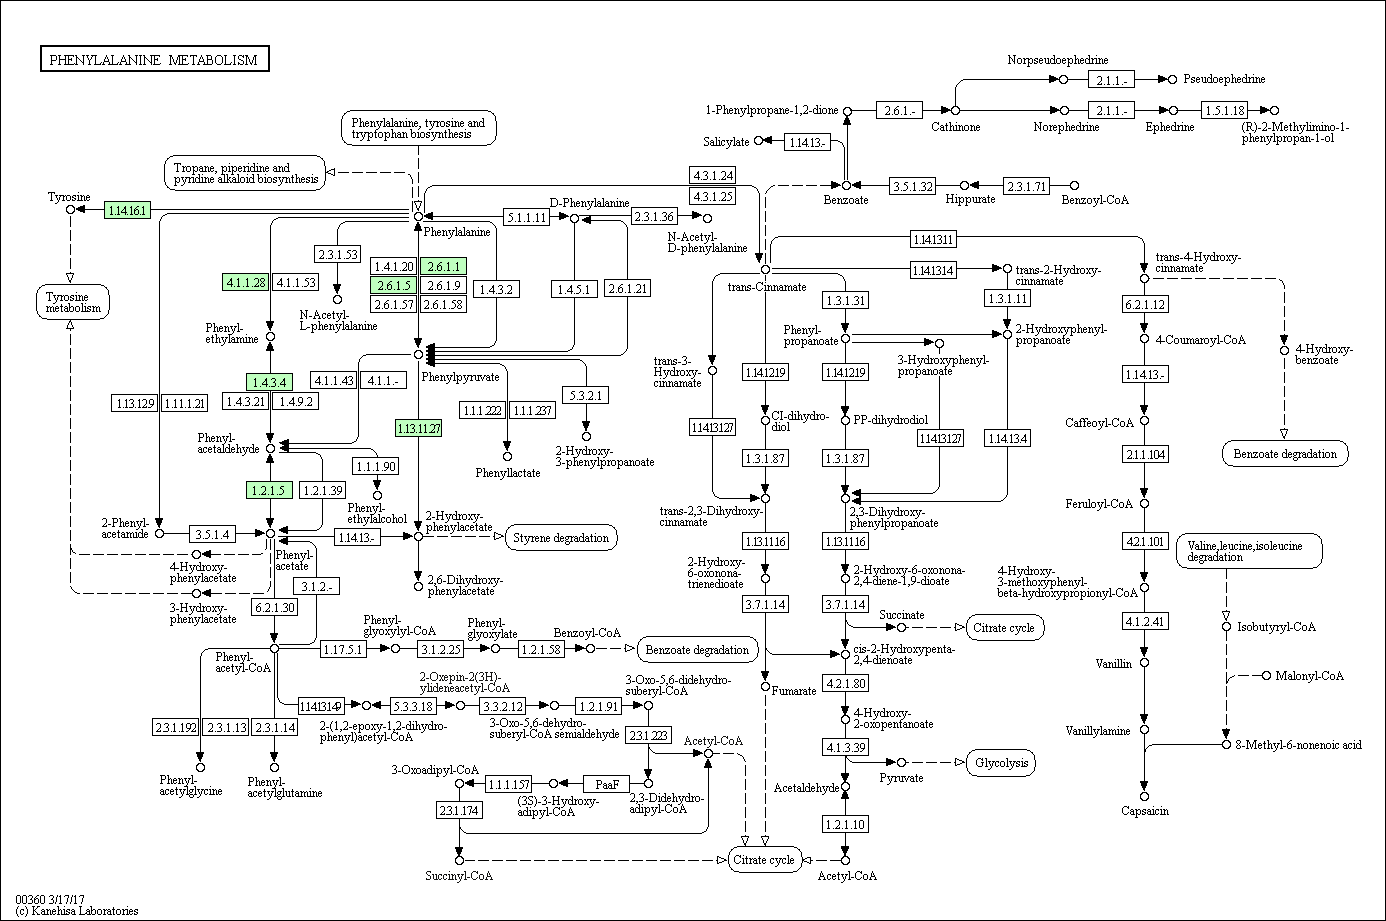 PHENYLALANINE METABOLISM
Norpseudoephedrine
2.1.1.-
Pseudoephedrine
1-Phenylpropane-1,2-dione
2.6.1.-
Cathinone
2.1.1.-
Norephedrine
Ephedrine
1.5.1.18
(R)-2-Methylimino-1-
phenylpropan-1-ol
Phenylalanine, tyrosine and
tryptophan biosynthesis
Salicylate
1.14.13.-
Tropane, piperidine and
pyridine alkaloid biosynthesis
4.3.1.24
4.3.1.25
Benzoate
3.5.1.32
Hippurate
2.3.1.71
Benzoyl-CoA
Tyrosine
1.14.16.1
Phenylalanine
5.1.1.11
D-Phenylalanine
2.3.1.36
N-Acetyl-
D-phenylalanine
2.3.1.53
N-Acetyl-
L-phenylalanine
4.1.1.28
4.1.1.53
1.4.1.20
2.6.1.1
2.6.1.5
2.6.1.9
2.6.1.57
2.6.1.58
1.4.3.2
1.4.5.1
2.6.1.21
Tyrosine
metabolism
Phenyl-
ethylamine
trans-Cinnamate
1.14.13.11
1.14.13.14
trans-2-Hydroxy-
cinnamate
trans-4-Hydroxy-
cinnamate
1.3.1.31
1.3.1.11
6.2.1.12
Phenyl-
propanoate
2-Hydroxyphenyl-
propanoate
3-Hydroxyphenyl-
propanoate
4-Coumaroyl-CoA
4-Hydroxy-
benzoate
Phenylpyruvate
trans-3-
Hydroxy-
cinnamate
1.4.3.4
1.4.3.21
1.4.9.2
4.1.1.43
4.1.1.-
1.13.12.9
1.11.1.21
1.14.12.19
1.14.12.19
1.14.13.-
5.3.2.1
1.1.1.222
1.1.1.237
1.13.11.27
CI-dihydro-
diol
PP-dihydrodiol
Caffeoyl-CoA
1.14.13.127
1.14.13.127
1.14.13.4
Phenyl-
acetaldehyde
Phenyllactate
2-Hydroxy-
3-phenylpropanoate
1.3.1.87
1.3.1.87
2.1.1.104
Benzoate degradation
1.1.1.90
Phenyl-
ethylalcohol
1.2.1.5
1.2.1.39
trans-2,3-Dihydroxy-
cinnamate
2,3-Dihydroxy-
phenylpropanoate
Feruloyl-CoA
2-Phenyl-
acetamide
3.5.1.4
Phenyl-
acetate
1.14.13.-
2-Hydroxy-
phenylacetate
Styrene degradation
1.13.11.16
1.13.11.16
4.2.1.101
Valine,leucine,isoleucine
degradation
4-Hydroxy-
phenylacetate
3-Hydroxy-
phenylacetate
3.1.2.-
6.2.1.30
2,6-Dihydroxy-
phenylacetate
2-Hydroxy-
6-oxonona-
trienedioate
2-Hydroxy-6-oxonona-
2,4-diene-1,9-dioate
4-Hydroxy-
3-methoxyphenyl-
beta-hydroxypropionyl-CoA
3.7.1.14
3.7.1.14
Succinate
Citrate cycle
4.1.2.41
Isobutyryl-CoA
Phenyl-
acetyl-CoA
1.17.5.1
Phenyl-
glyoxylyl-CoA
3.1.2.25
Phenyl-
glyoxylate
1.2.1.58
Benzoyl-CoA
Benzoate degradation
cis-2-Hydroxypenta-
2,4-dienoate
Vanillin
Malonyl-CoA
Fumarate
4.2.1.80
1.14.13.149
2-(1,2-epoxy-1,2-dihydro-
phenyl)acetyl-CoA
5.3.3.18
2-Oxepin-2(3H)-
ylideneacetyl-CoA
3.3.2.12
3-Oxo-5,6-dehydro-
suberyl-CoA semialdehyde
1.2.1.91
3-Oxo-5,6-didehydro-
suberyl-CoA
4-Hydroxy-
2-oxopentanoate
Vanillylamine
8-Methyl-6-nonenoic acid
2.3.1.192
2.3.1.13
2.3.1.14
2.3.1.223
Acetyl-CoA
4.1.3.39
Pyruvate
Glycolysis
Phenyl-
acetylglycine
Phenyl-
acetylglutamine
3-Oxoadipyl-CoA
1.1.1.157
(3S)-3-Hydroxy-
adipyl-CoA
PaaF
2,3-Didehydro-
adipyl-CoA
Acetaldehyde
Capsaicin
2.3.1.174
1.2.1.10
Succinyl-CoA
Citrate cycle
Acetyl-CoA
00360 3/17/17
(c) Kanehisa Laboratories